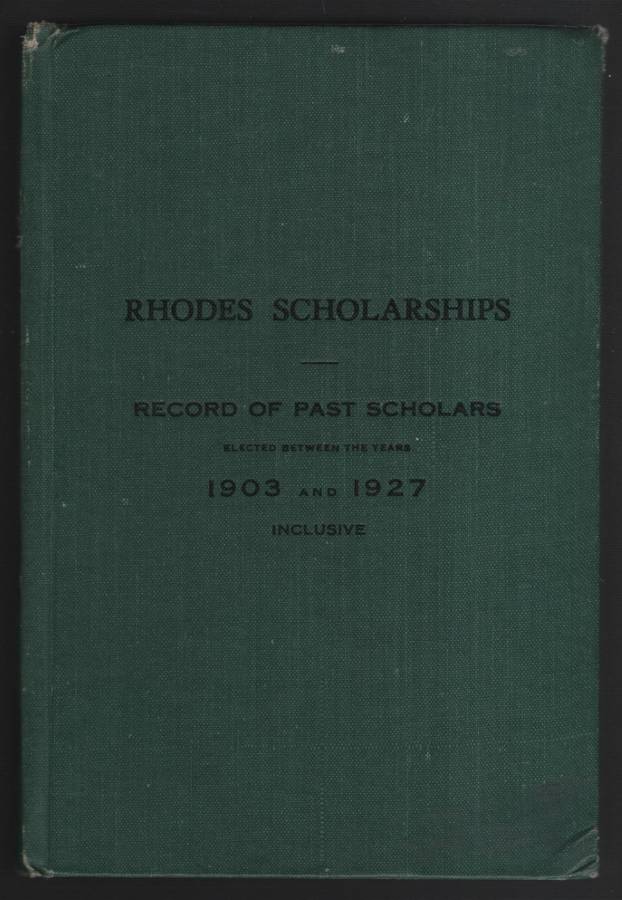 RHODES SCHOLARSHIPS
RECORD OF PAST SCHOLARS
ELECTED BETWEEN THE YEARS
1903 AND 1927
INCLUSIVE